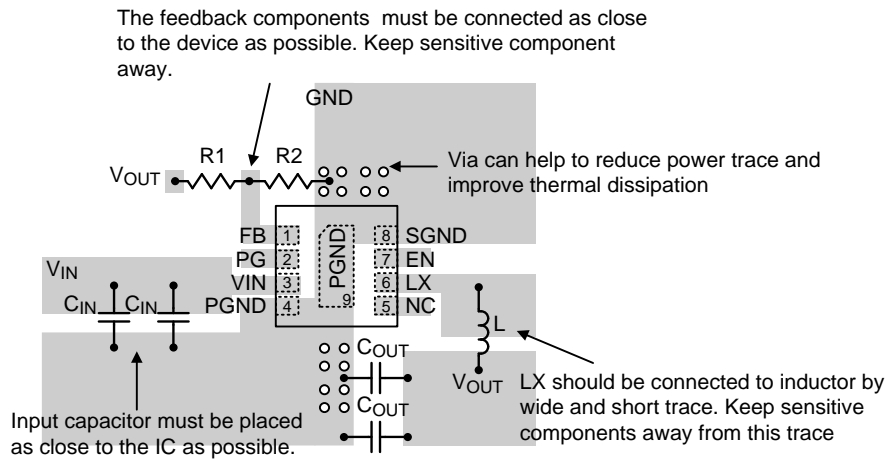 The feedback components must be connected as close
to the device as possible. Keep sensitive component
away.
GND
R1
R2
VOUT
Via can help to reduce power trace and
improve thermal dissipation
FB 1
8 SGND
PG 2
7 EN
VIN 3
6 LX
PGND 4
5 NC
PGND
9
VIN
CIN
CIN
L
COUT
VOUT
COUT
LX should be connected to inductor by
wide and short trace. Keep sensitive
components away from this trace
Input capacitor must be placed
as close to the IC as possible.